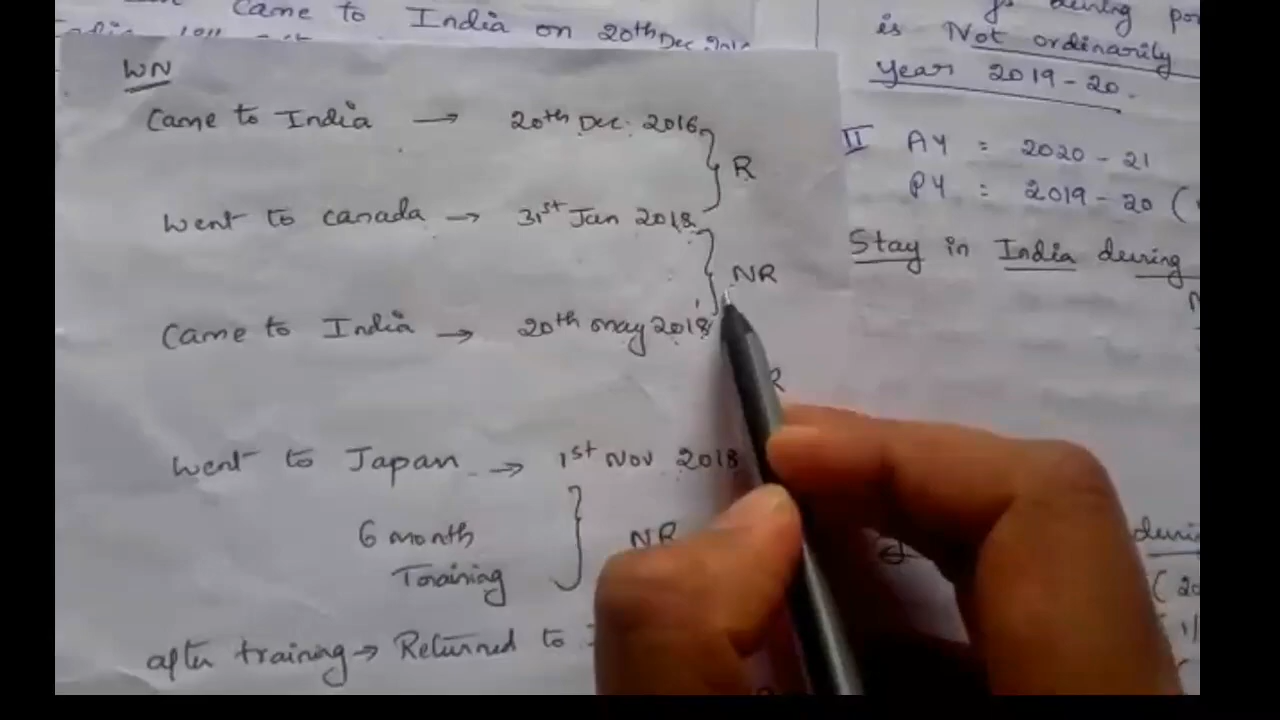 Came to India on 20th Dec
WN
Came to India → 20th Dec. 2016
R
went to canada → 31st Jan 2018
NR
Came to India → 20th may 2018
R
went to Japan → 1st Nov 2018
6 month
Training
NR
after training → Returned to
during
is Not ordinarily
Year 2019-20.
II AY : 2020-21
PY : 2019-20 (
Stay in India during
during